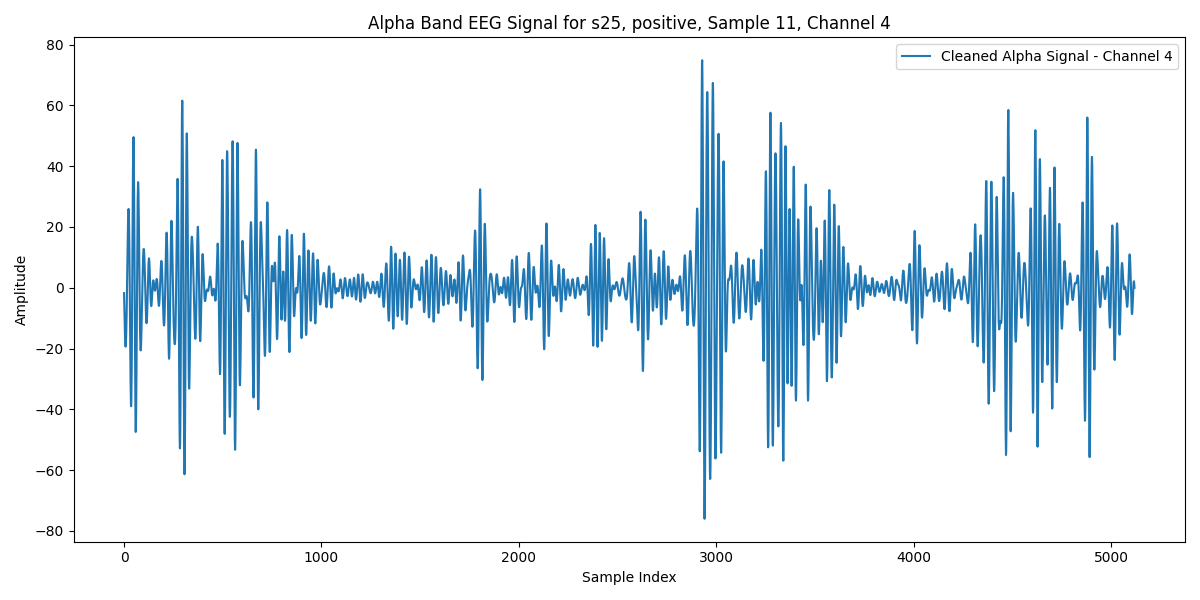 Alpha Band EEG Signal for s25, positive, Sample 11, Channel 4
Cleaned Alpha Signal - Channel 4
Amplitude
80
60
40
20
0
−20
−40
−60
−80
0 1000 2000 3000 4000 5000
Sample Index